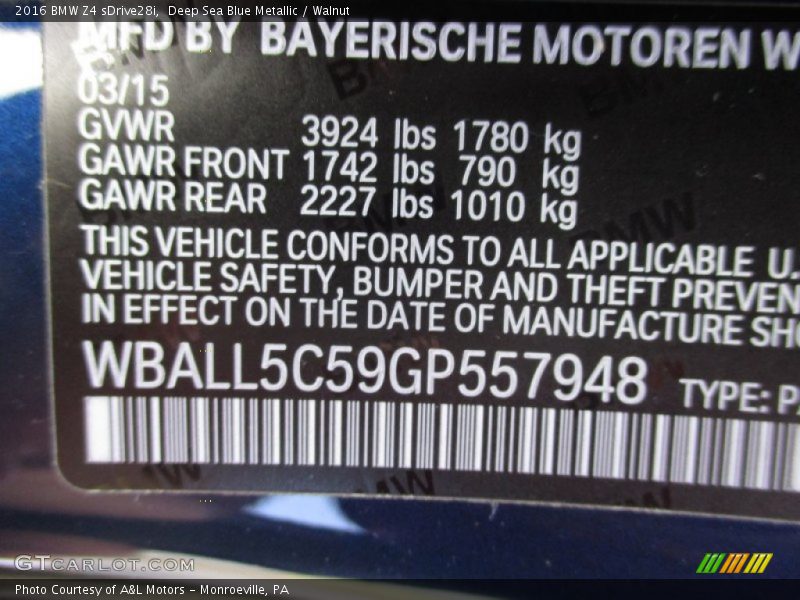 2016 BMW Z4 sDrive28i, Deep Sea Blue Metallic / Walnut
MFD BY BAYERISCHE MOTOREN
03/15
GVWR 3924 lbs 1780 kg
GAWR FRONT 1742 lbs 790 kg
GAWR REAR 2227 lbs 1010 kg
THIS VEHICLE CONFORMS TO ALL APPLICABLE U.
VEHICLE SAFETY, BUMPER AND THEFT PREVEN
IN EFFECT ON THE DATE OF MANUFACTURE SH
WBALL5C59GP557948 TYPE: P
GTCARLOT.COM
Photo Courtesy of A&L Motors – Monroeville, PA